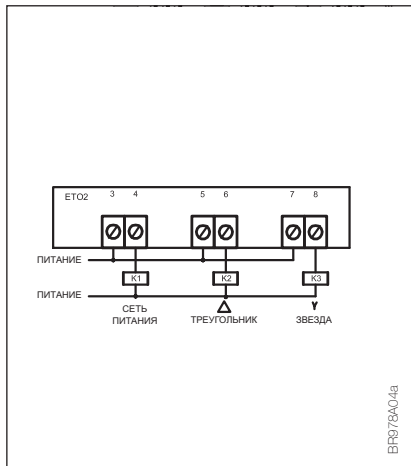 ETO2 3 4 5 6 7 8
ПИТАНИЕ
K1 K2 K3
ПИТАНИЕ
СЕТЬ
ПИТАНИЯ
ТРЕУГОЛЬНИК
ЗВЕЗДА
BR978A04a